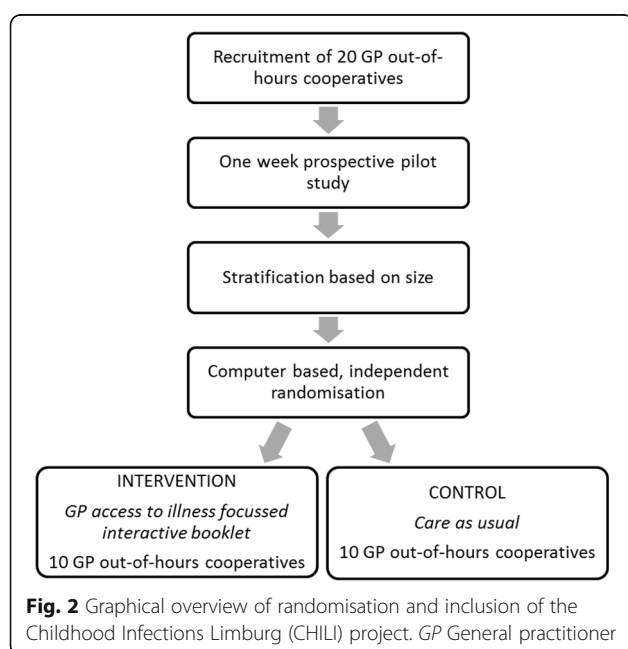 Recruitment of 20 GP out-of-
hours cooperatives
One week prospective pilot
study
Stratification based on size
Computer based, independent
randomisation
INTERVENTION
GP access to illness focussed
interactive booklet
10 GP out-of-hours cooperatives
CONTROL
Care as usual
10 GP out-of-hours cooperatives
Fig. 2 Graphical overview of randomisation and inclusion of the
Childhood Infections Limburg (CHILI) project. GP General practitioner